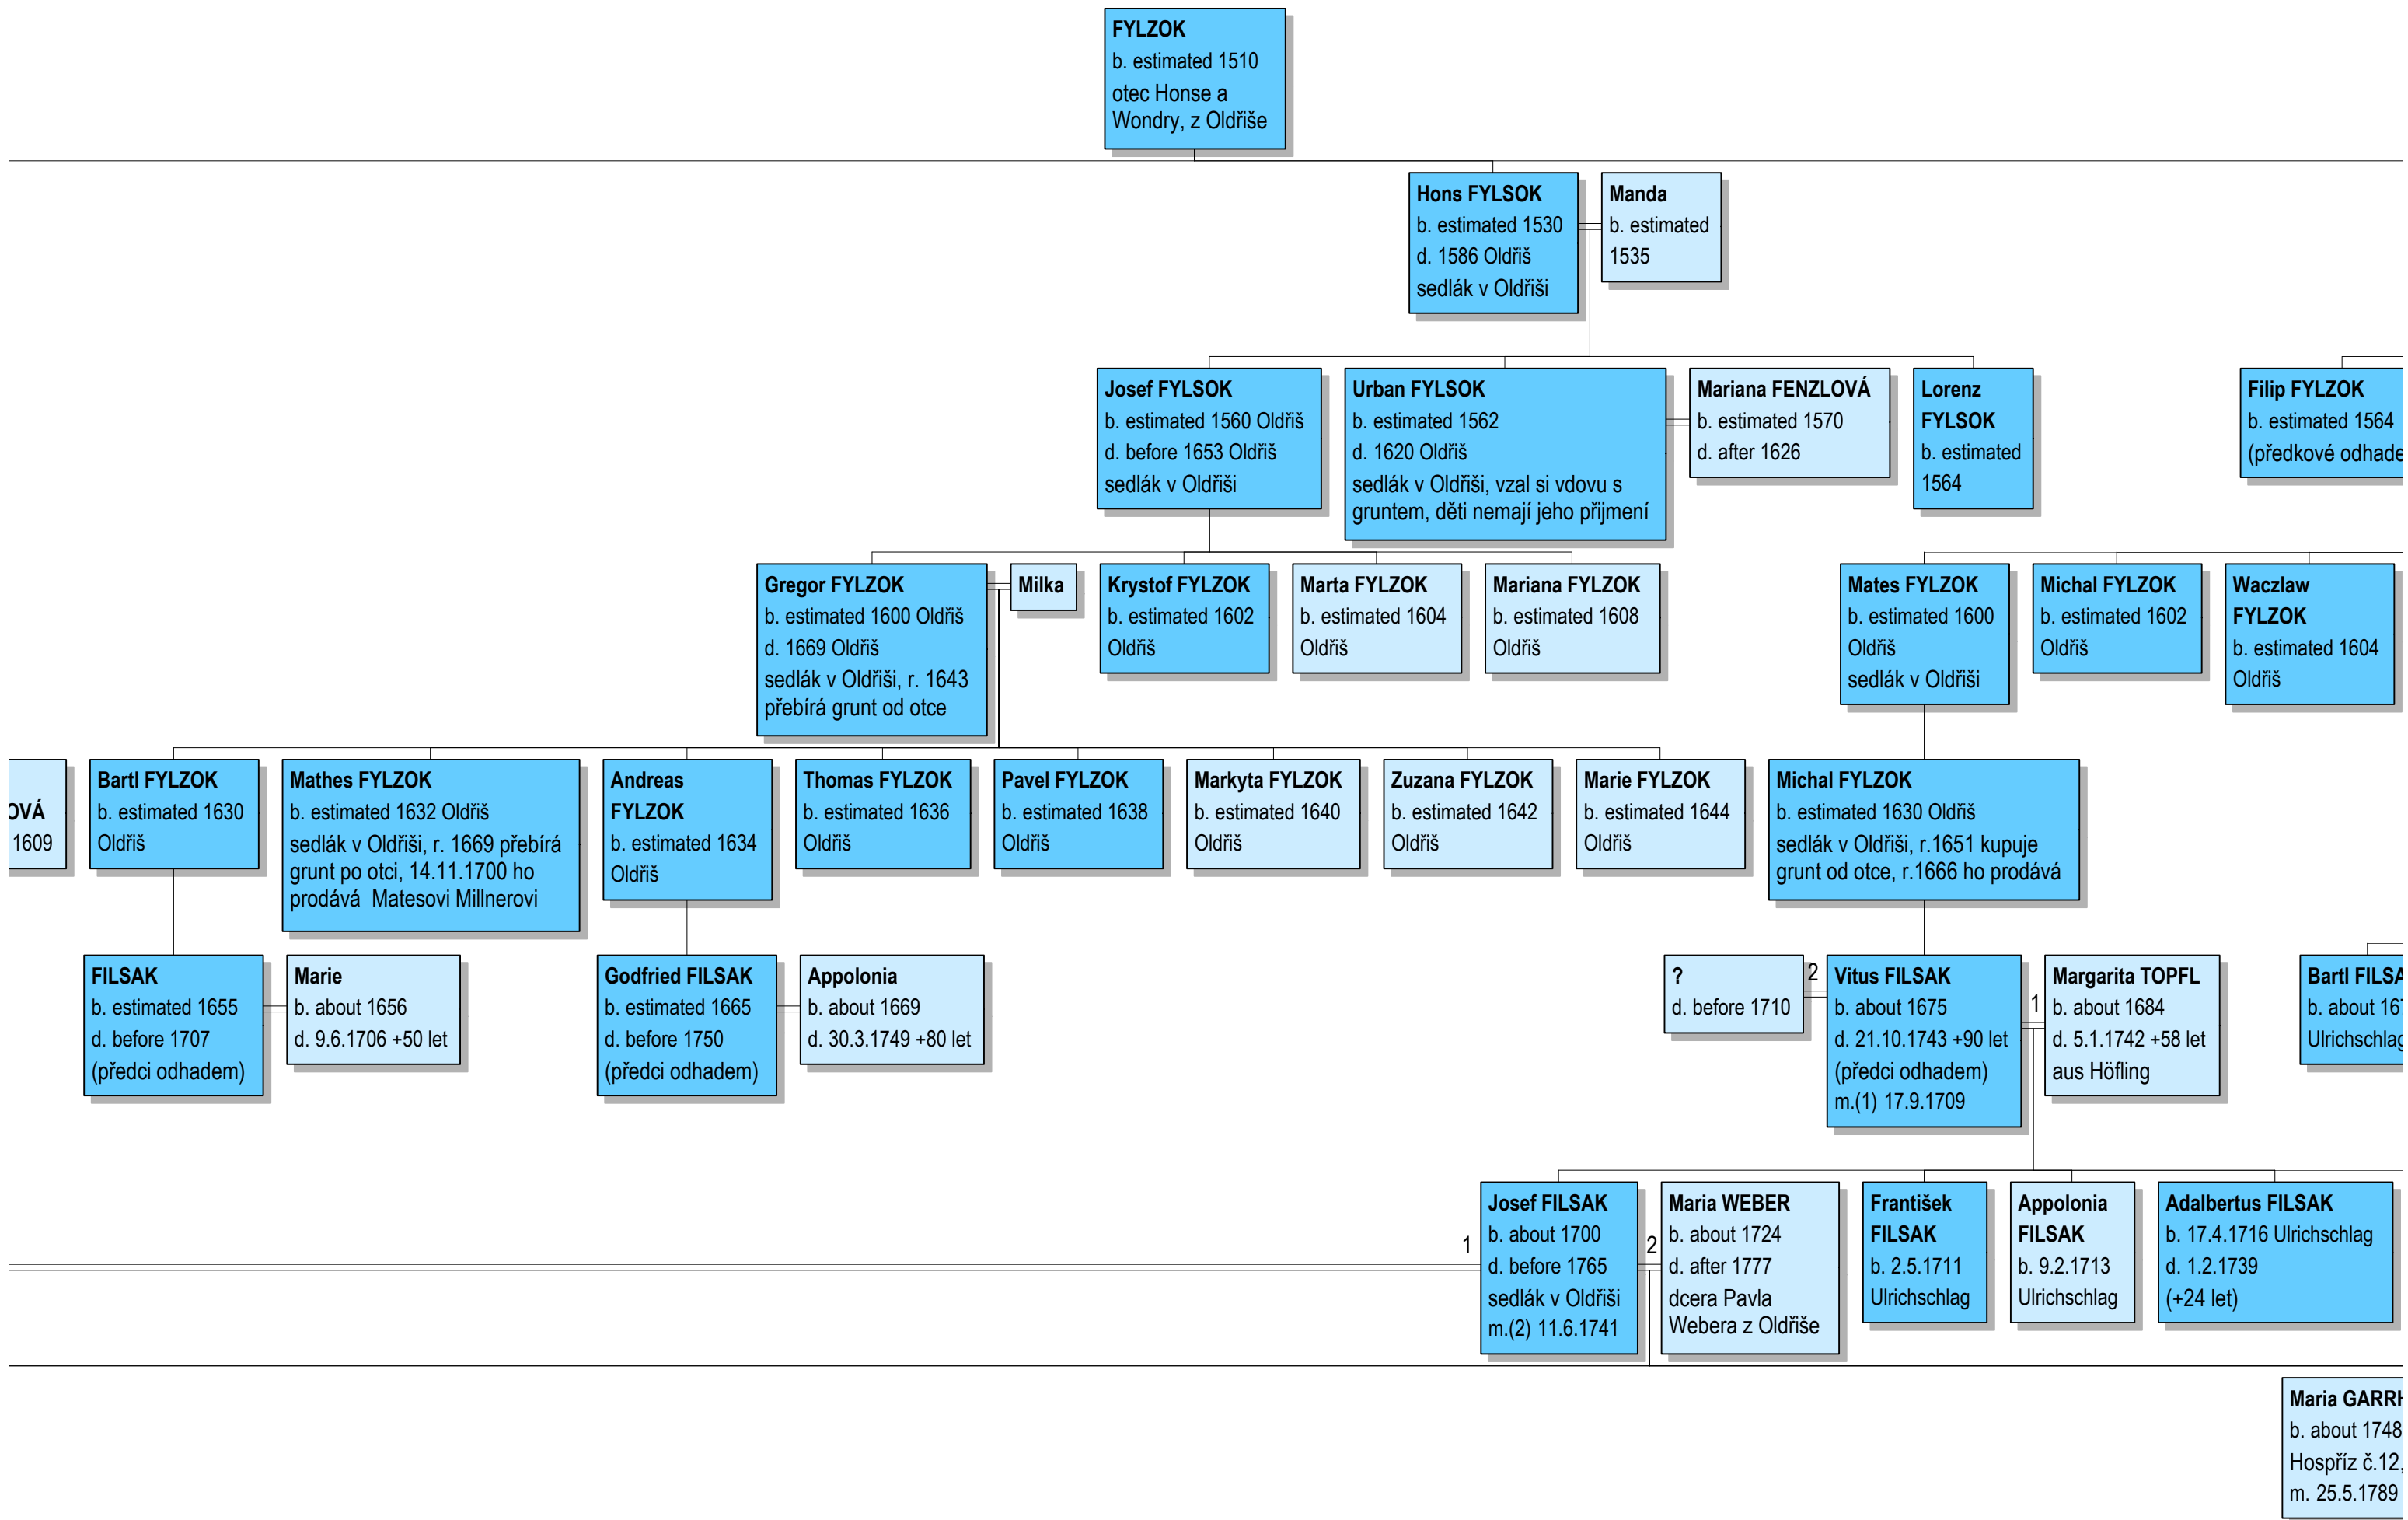 FYLZOK
b. estimated 1510
otec Honse a
Wondry, z Oldřiše
Hons FYLSOK
b. estimated 1530
d. 1586 Oldřiš
sedlák v Oldřiši
Manda
b. estimated
1535
Josef FYLSOK
b. estimated 1560 Oldřiš
d. before 1653 Oldřiš
sedlák v Oldřiši
Urban FYLSOK
b. estimated 1562
d. 1620 Oldřiš
sedlák v Oldřiši, vzal si vdovu s
gruntem, děti nemají jeho přijmení
Mariana FENZLOVÁ
b. estimated 1570
d. after 1626
Lorenz
FYLSOK
b. estimated
1564
Filip FYLZOK
b. estimated 1564
(předkové odhade
Gregor FYLZOK
b. estimated 1600 Oldřiš
d. 1669 Oldřiš
sedlák v Oldřiši, r. 1643
přebírá grunt od otce
Milka
Krystof FYLZOK
b. estimated 1602
Oldřiš
Marta FYLZOK
b. estimated 1604
Oldřiš
Mariana FYLZOK
b. estimated 1608
Oldřiš
Mates FYLZOK
b. estimated 1600
Oldřiš
sedlák v Oldřiši
Michal FYLZOK
b. estimated 1602
Oldřiš
Waczlaw
FYLZOK
b. estimated 1604
Oldřiš
OVÁ
1609
Bartl FYLZOK
b. estimated 1630
Oldřiš
Mathes FYLZOK
b. estimated 1632 Oldřiš
sedlák v Oldřiši, r. 1669 přebírá
grunt po otci, 14.11.1700 ho
prodává  Matesovi Millnerovi
Andreas
FYLZOK
b. estimated 1634
Oldřiš
Thomas FYLZOK
b. estimated 1636
Oldřiš
Pavel FYLZOK
b. estimated 1638
Oldřiš
Markyta FYLZOK
b. estimated 1640
Oldřiš
Zuzana FYLZOK
b. estimated 1642
Oldřiš
Marie FYLZOK
b. estimated 1644
Oldřiš
Michal FYLZOK
b. estimated 1630 Oldřiš
sedlák v Oldřiši, r.1651 kupuje
grunt od otce, r.1666 ho prodává
FILSAK
b. estimated 1655
d. before 1707
(předci odhadem)
Marie
b. about 1656
d. 9.6.1706 +50 let
Godfried FILSAK
b. estimated 1665
d. before 1750
(předci odhadem)
Appolonia
b. about 1669
d. 30.3.1749 +80 let
?
d. before 1710
2
Vitus FILSAK
b. about 1675
d. 21.10.1743 +90 let
(předci odhadem)
m.(1) 17.9.1709
1
Margarita TOPFL
b. about 1684
d. 5.1.1742 +58 let
aus Höfling
Bartl FILSA
b. about 167
Ulrichschlag
1
Josef FILSAK
b. about 1700
d. before 1765
sedlák v Oldřiši
m.(2) 11.6.1741
2
Maria WEBER
b. about 1724
d. after 1777
dcera Pavla
Webera z Oldřiše
František
FILSAK
b. 2.5.1711
Ulrichschlag
Appolonia
FILSAK
b. 9.2.1713
Ulrichschlag
Adalbertus FILSAK
b. 17.4.1716 Ulrichschlag
d. 1.2.1739
(+24 let)
Maria GARRH
b. about 1748
Hospříz č.12,
m. 25.5.1789